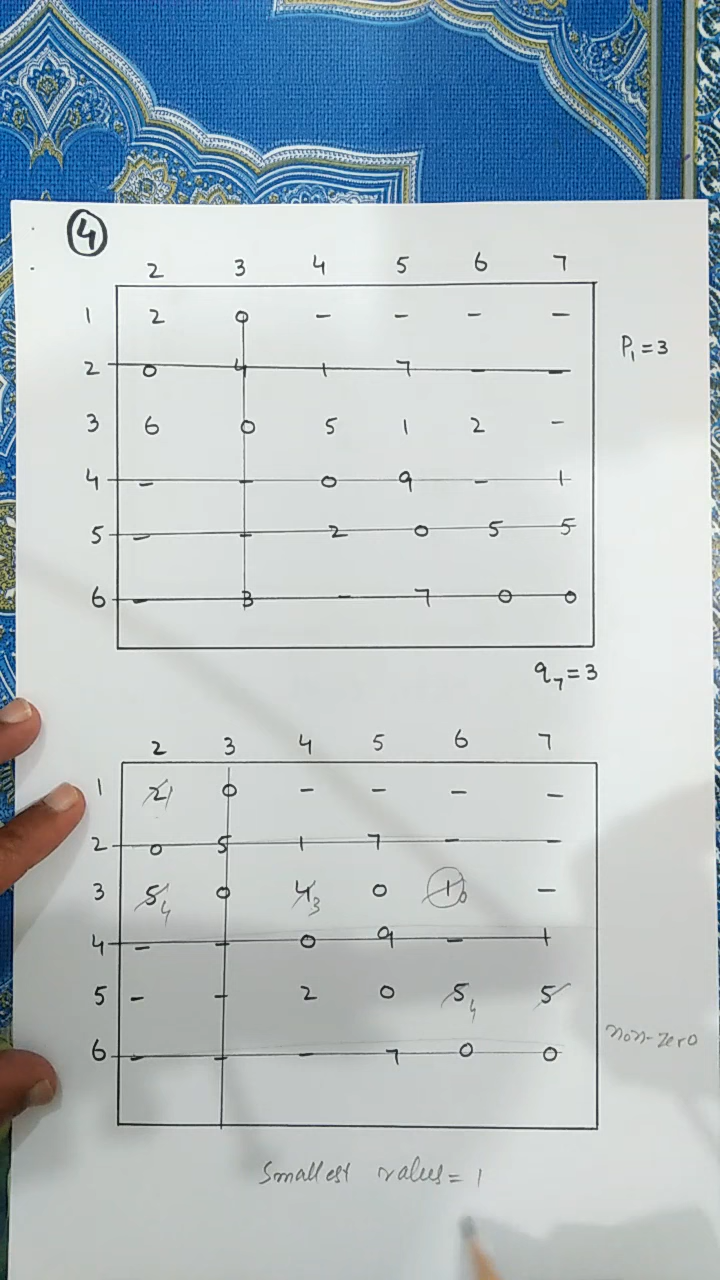 4
2 3 4 5 6 7
1 2 0 - - - -
P₁=3
2 0 4 1 7 - -
3 6 0 5 1 2 -
4 - - 0 9 - 1
5 - - 2 0 5 5
6 - 3 - 7 0 0
q₇=3
2 3 4 5 6 7
1 2 1 0 - - - -
2 0 5 1 7 - -
3 5 4 0 4 3 0 1 0 -
4 - - 0 9 - 1
5 - - 2 0 5 4 5
non-zero
6 - - - 7 0 0
Smallest value = 1